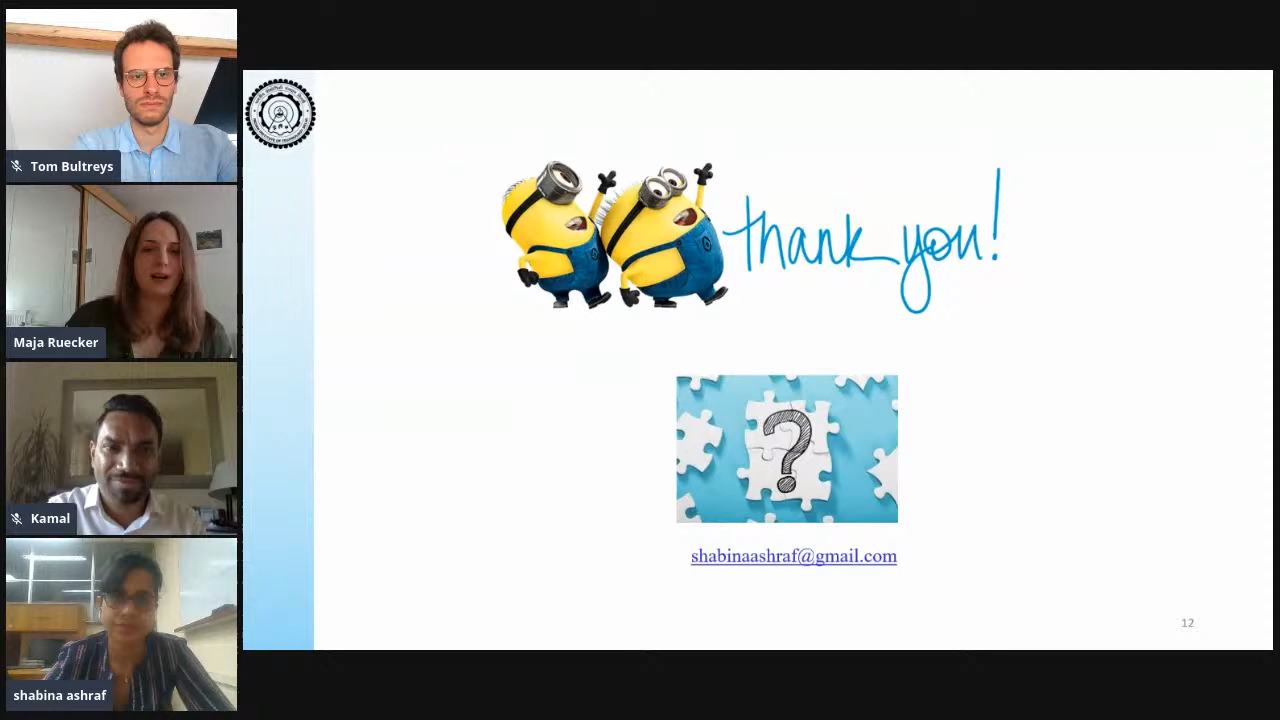 Tom Bultreys
Maja Ruecker
Kamal
shabina ashraf
thank you!
?
shabinaashraf@gmail.com
12